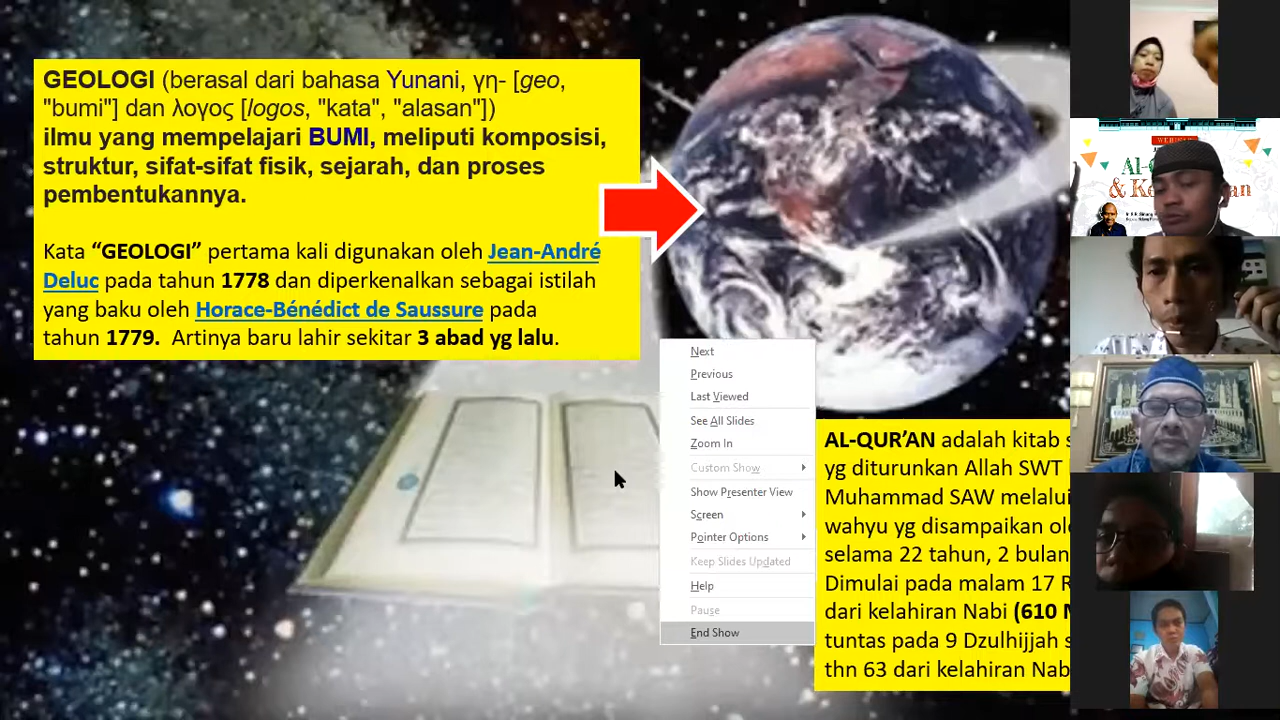 GEOLOGI (berasal dari bahasa Yunani, γη- [geo,
"bumi"] dan λογος [logos, "kata", "alasan"])
ilmu yang mempelajari BUMI, meliputi komposisi,
struktur, sifat-sifat fisik, sejarah, dan proses
pembentukannya.
Kata “GEOLOGI” pertama kali digunakan oleh Jean-André
Deluc pada tahun 1778 dan diperkenalkan sebagai istilah
yang baku oleh Horace-Bénédict de Saussure pada
tahun 1779. Artinya baru lahir sekitar 3 abad yg lalu.
Next
Previous
Last Viewed
See All Slides
Zoom In
Custom Show
Show Presenter View
Screen
Pointer Options
Keep Slides Updated
Help
Pause
End Show
AL-QUR’AN adalah kitab
yg diturunkan Allah SWT
Muhammad SAW melalui
wahyu yg disampaikan
selama 22 tahun, 2 bulan
Dimulai pada malam 17
dari kelahiran Nabi (610
tuntas pada 9 Dzulhijjah
thn 63 dari kelahiran Nab
WEBINAR